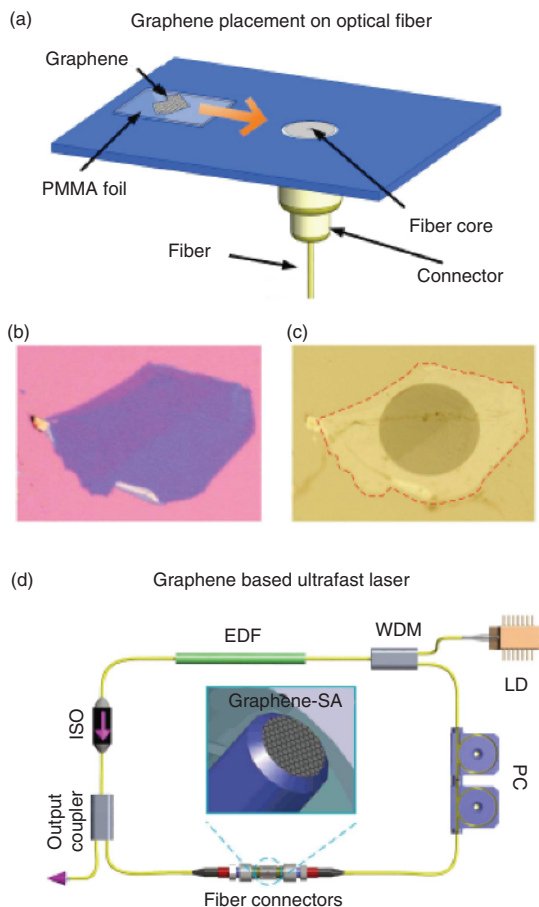 (a)
Graphene placement on optical fiber
Graphene
PMMA foil
Fiber core
Fiber
Connector
(b)
(c)
(d)
Graphene based ultrafast laser
EDF
WDM
LD
Graphene-SA
ISO
PC
Output
coupler
Fiber connectors